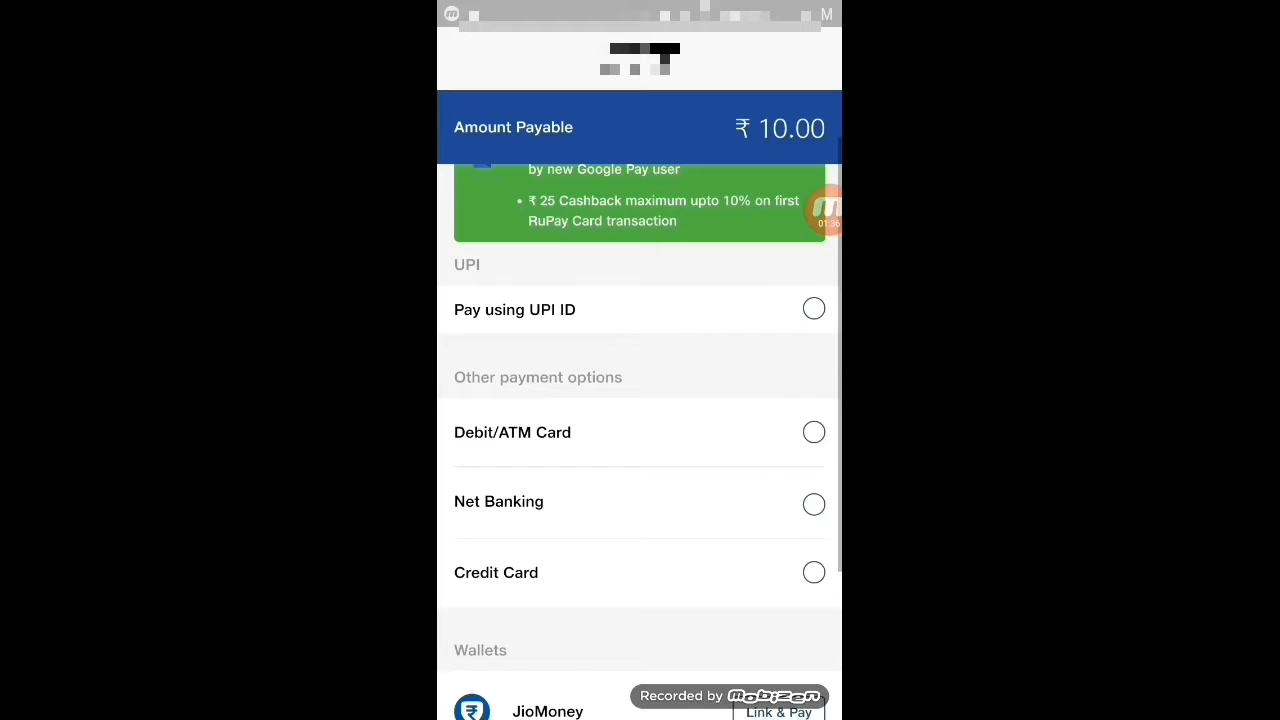 M
Amount Payable
₹ 10.00
by new Google Pay user
• ₹ 25 Cashback maximum upto 10% on first
RuPay Card transaction
01:36
UPI
Pay using UPI ID
Other payment options
Debit/ATM Card
Net Banking
Credit Card
Wallets
JioMoney
Link & Pay
Recorded by mobizen